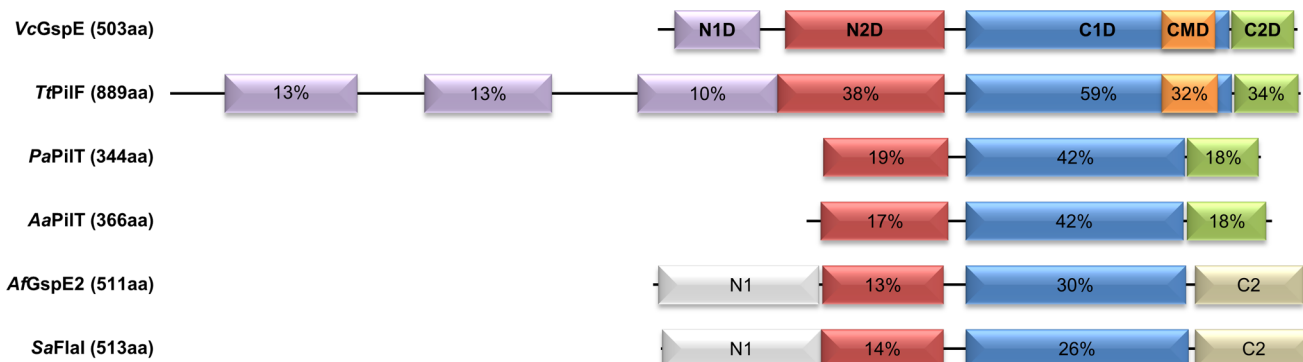 VcGspE (503aa) N1D N2D C1D CMD C2D
TtPilF (889aa) 13% 13% 10% 38% 59% 32% 34%
PaPilT (344aa) 19% 42% 18%
AaPilT (366aa) 17% 42% 18%
AfGspE2 (511aa) N1 13% 30% C2
SaFlaI (513aa) N1 14% 26% C2